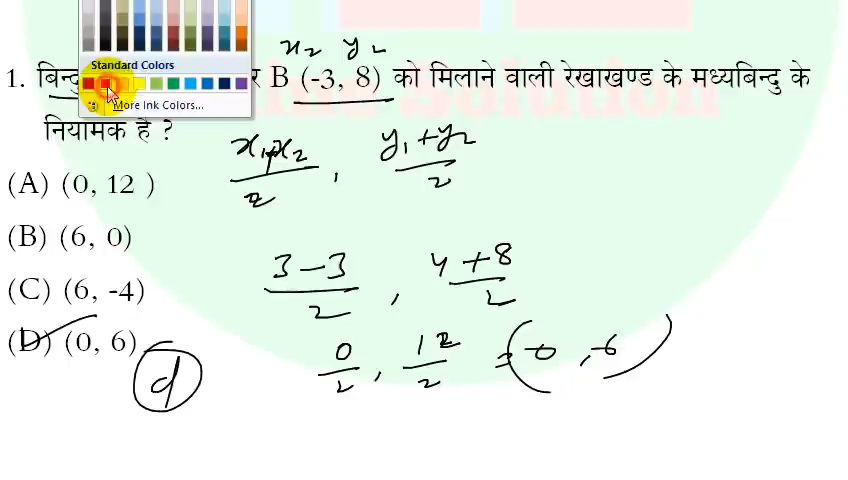 Standard Colors
More Ink Colors...
x₂ y₂
1. बिन्दु B (-3, 8) को मिलाने वाली रेखाखण्ड के मध्यबिन्दु के
नियामक है ?
x₁+x₂/2 , y₁+y₂/2
(A) (0, 12 )
(B) (6, 0)
3-3/2 , 4+8/2
(C) (6, -4)
(D) (0, 6)
0/2 , 12/2 = (0, 6)
d